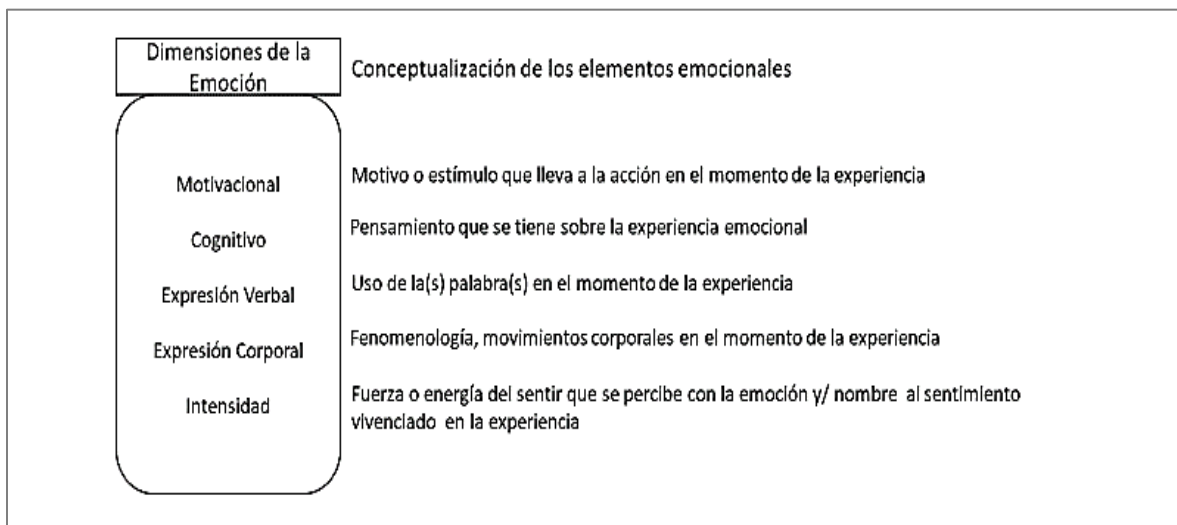 Dimensiones de la
Emoción
Conceptualización de los elementos emocionales
Motivacional
Motivo o estímulo que lleva a la acción en el momento de la experiencia
Cognitivo
Pensamiento que se tiene sobre la experiencia emocional
Expresión Verbal
Uso de la(s) palabra(s) en el momento de la experiencia
Expresión Corporal
Fenomenología, movimientos corporales en el momento de la experiencia
Intensidad
Fuerza o energía del sentir que se percibe con la emoción y/ nombre al sentimiento
vivenciado en la experiencia